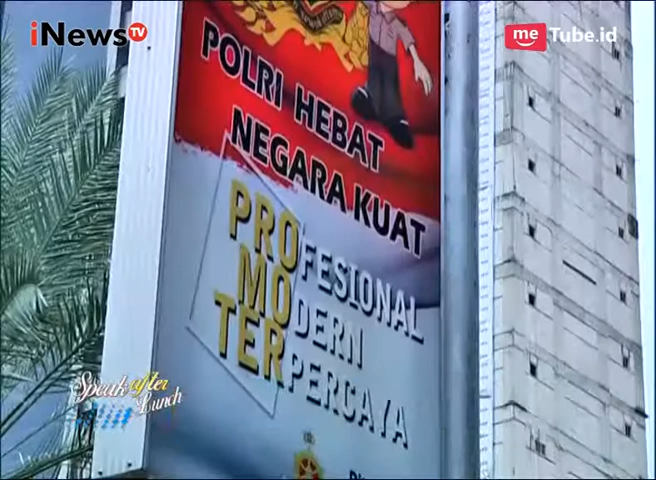 iNews TV
me Tube.id
POLRI HEBAT
NEGARA KUAT
PROFESIONAL
MODERN
TERPERCAYA
Speak after Lunch